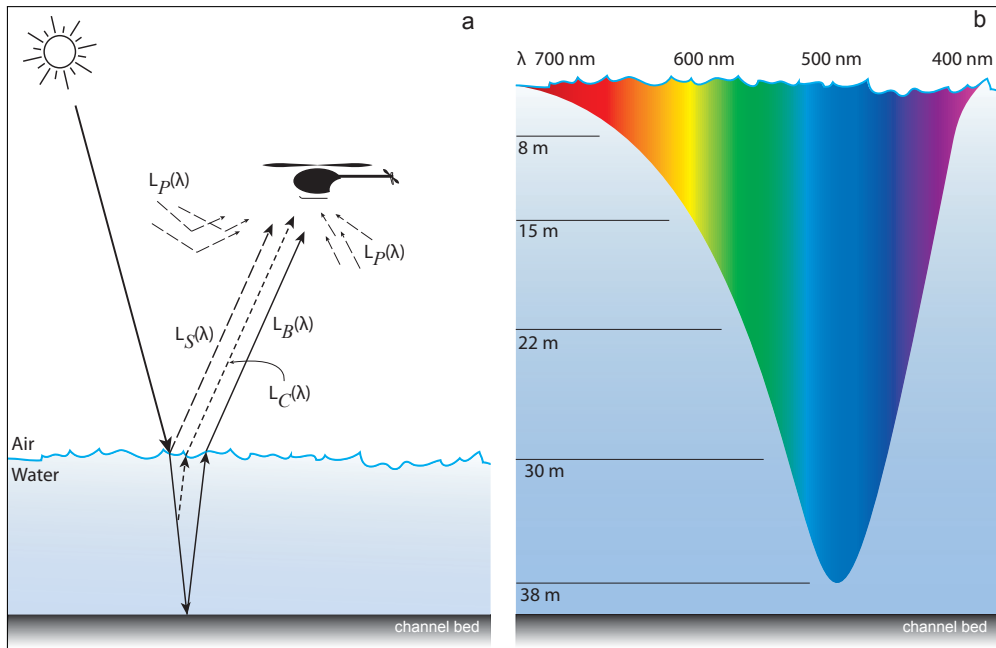 a
L_P(λ)
L_P(λ)
L_S(λ)
L_B(λ)
L_C(λ)
Air
Water
channel bed
b
λ 700 nm 600 nm 500 nm 400 nm
8 m
15 m
22 m
30 m
38 m
channel bed